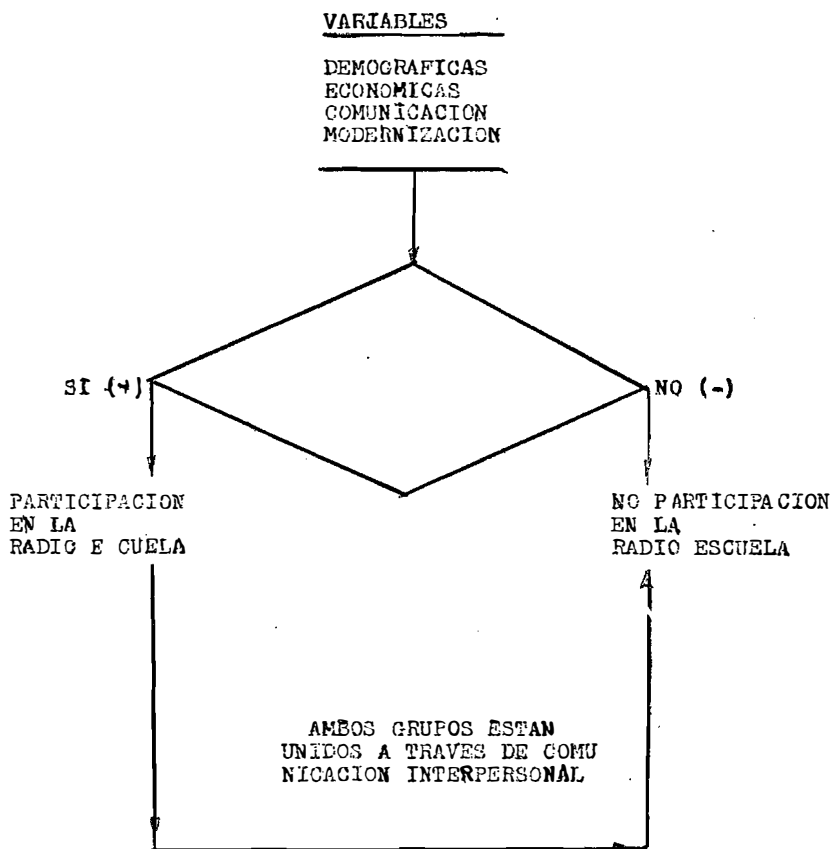 VARIABLES
DEMOGRAFICAS
ECONOMICAS
COMUNICACION
MODERNIZACION
SI (+)
NO (-)
PARTICIPACION
EN LA
RADIO E CUELA
NO PARTICIPACION
EN LA
RADIO ESCUELA
AMBOS GRUPOS ESTAN
UNIDOS A TRAVES DE COMU
NICACION INTERPERSONAL